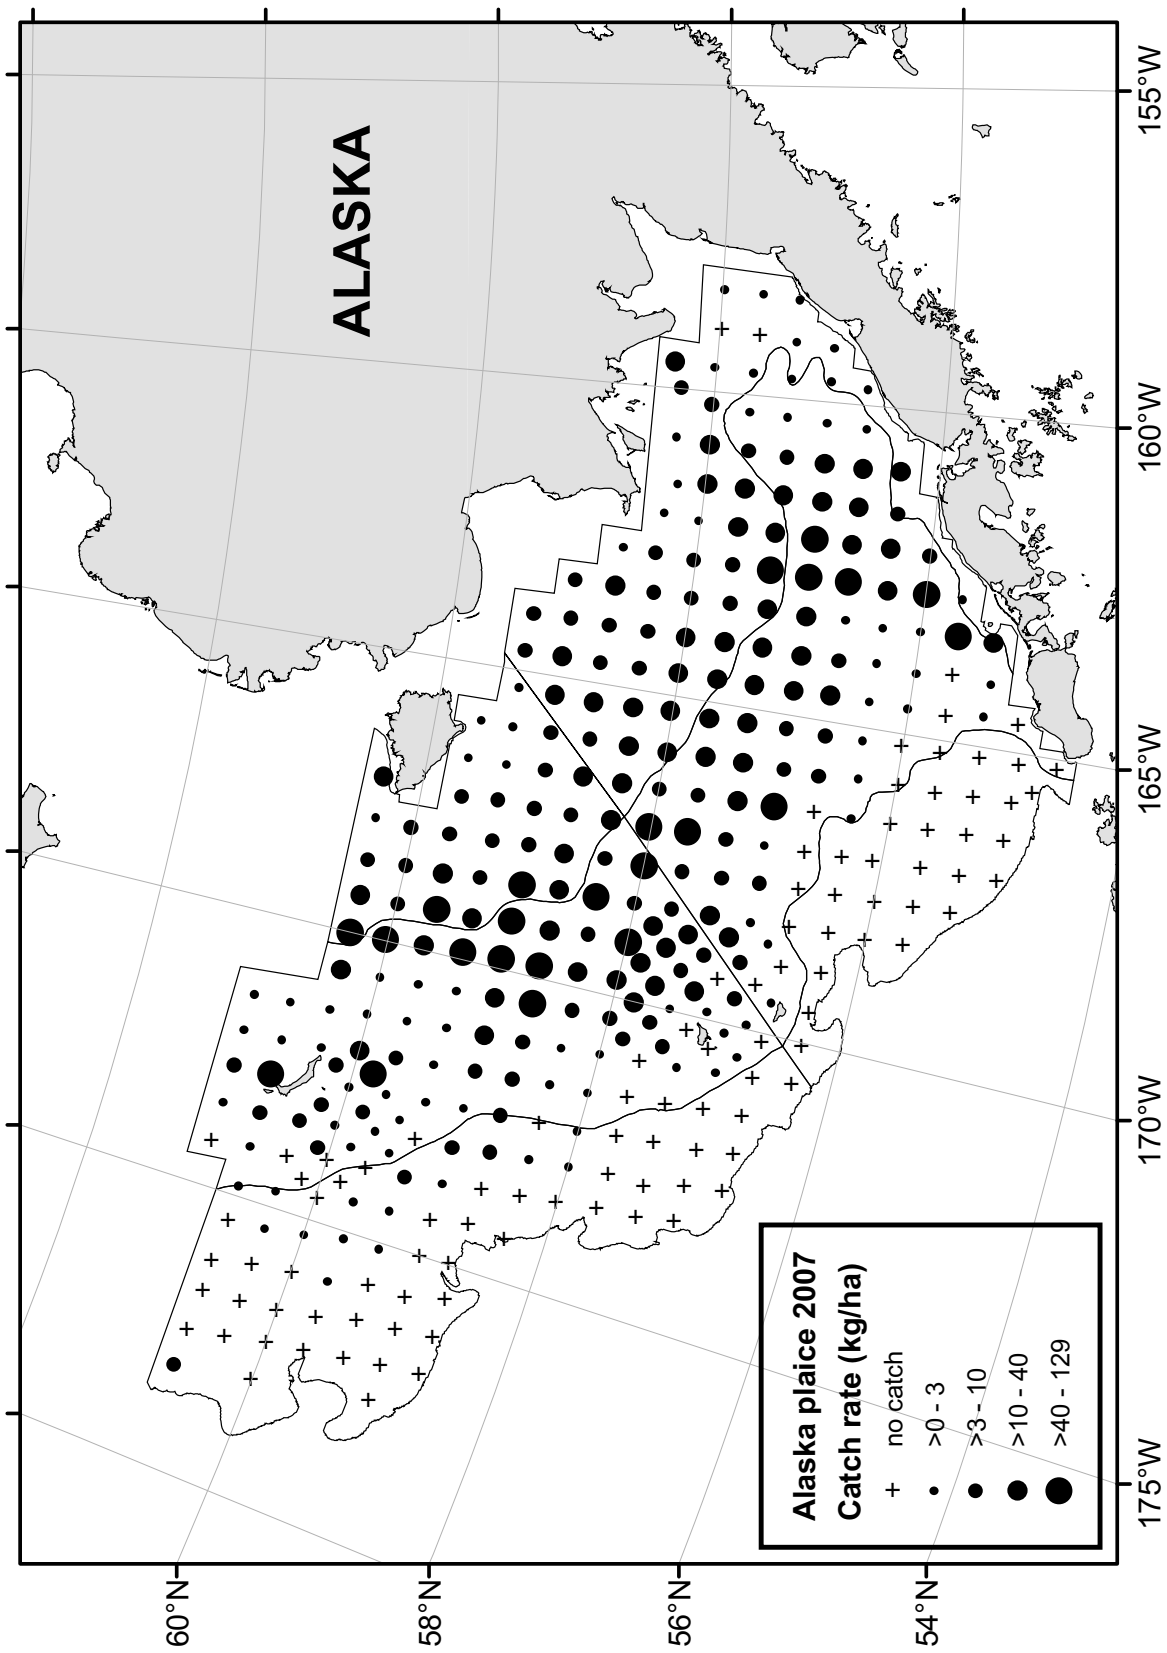 ALASKA
60°N
58°N
56°N
54°N
175°W
170°W
165°W
160°W
155°W
Alaska plaice 2007
Catch rate (kg/ha)
no catch
>0 - 3
>3 - 10
>10 - 40
>40 - 129